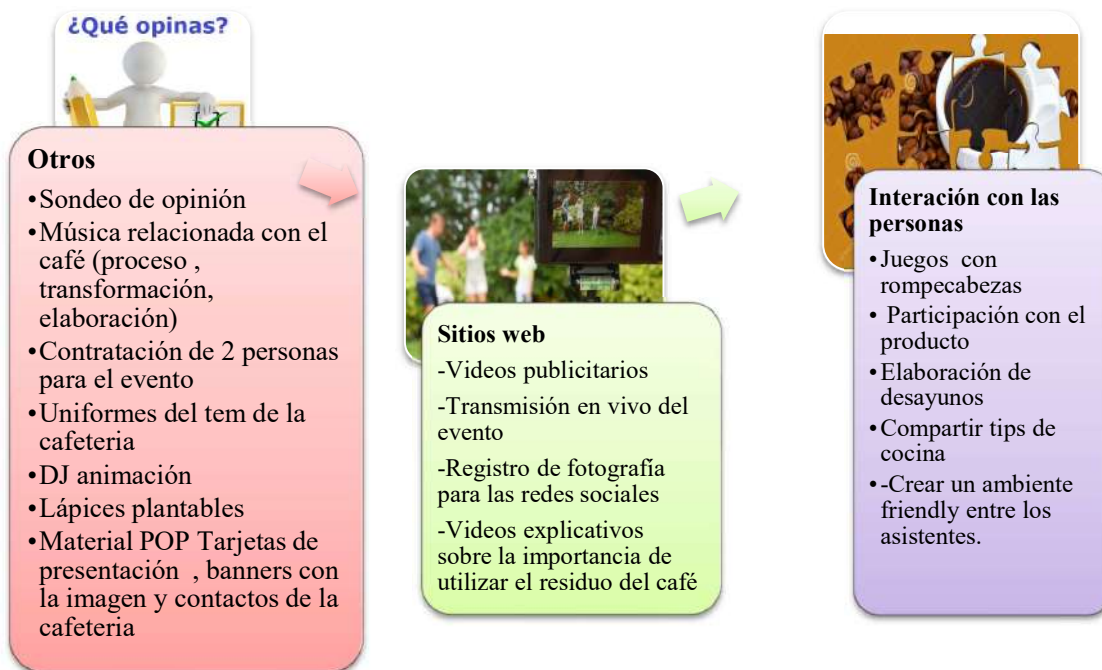 ¿Qué opinas?
Otros
•Sondeo de opinión
•Música relacionada con el
café (proceso ,
transformación,
elaboración)
•Contratación de 2 personas
para el evento
•Uniformes del tem de la
cafeteria
•DJ animación
•Lápices plantables
•Material POP Tarjetas de
presentación , banners con
la imagen y contactos de la
cafeteria
Sitios web
-Videos publicitarios
-Transmisión en vivo del
evento
-Registro de fotografía
para las redes sociales
-Videos explicativos
sobre la importancia de
utilizar el residuo del café
Interación con las
personas
•Juegos con
rompecabezas
• Participación con el
producto
•Elaboración de
desayunos
•Compartir tips de
cocina
•-Crear un ambiente
friendly entre los
asistentes.